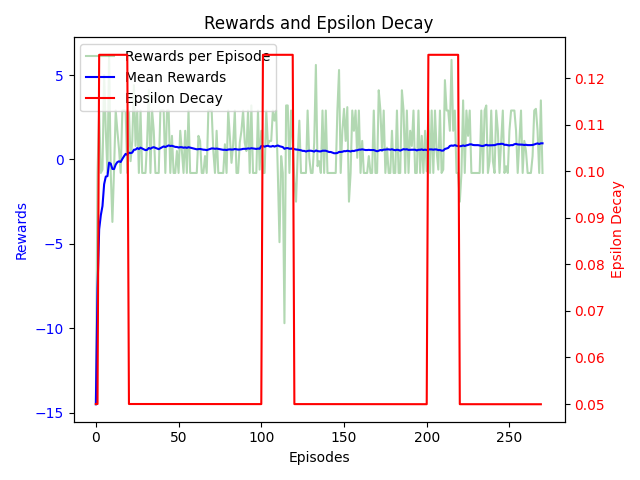 Rewards and Epsilon Decay
Rewards per Episode
Mean Rewards
Epsilon Decay
5
0
−5
−10
−15
Rewards
0.12
0.11
0.10
0.09
0.08
0.07
0.06
0.05
Epsilon Decay
0 50 100 150 200 250
Episodes